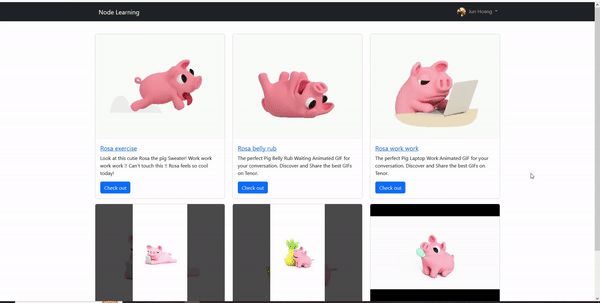 Node Learning
Jun Hoang
Rosa exercise
Look at this cutie Rosa the pig Sweater! Work work
work work !! Can't touch this !! Rosa feels so cool
today!
Check out
Rosa belly rub
The perfect Pig Belly Rub Waiting Animated GIF for
your conversation. Discover and Share the best GIFs
on Tenor.
Check out
Rosa work work
The perfect Pig Laptop Work Animated GIF for your
conversation. Discover and Share the best GIFs on
Tenor.
Check out